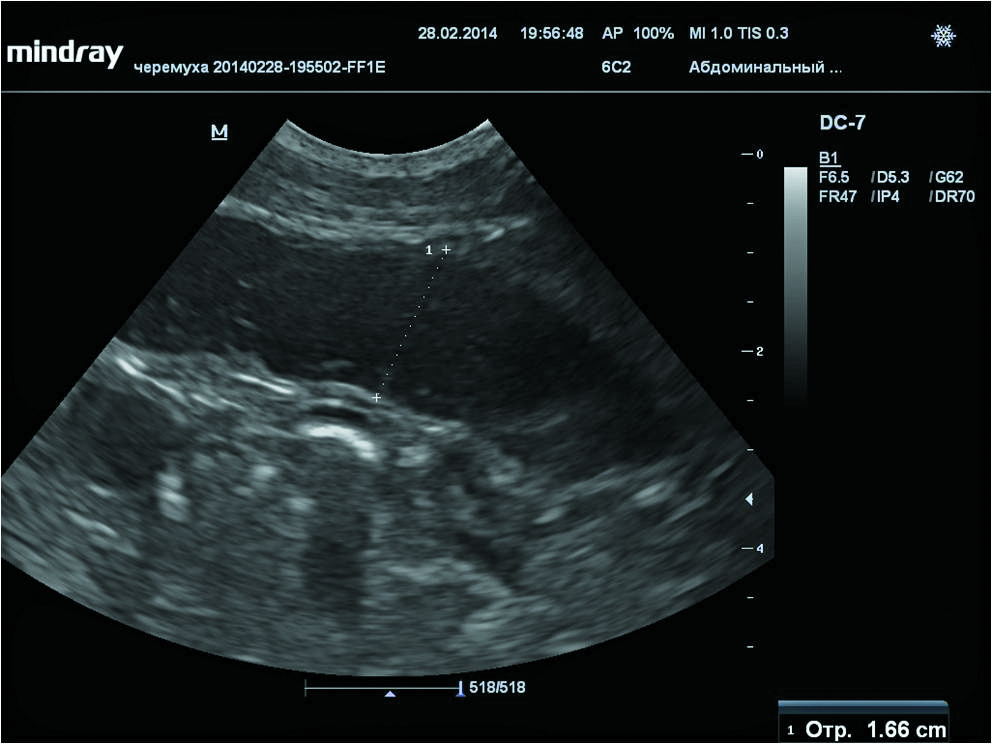 mindray
28.02.2014 19:56:48 AP 100% MI 1.0 TIS 0.3
черемуха 20140228-195502-FF1E 6C2 Абдоминальный ...
M
DC-7
B1
F6.5 /D5.3 /G62
FR47 /IP4 /DR70
0
1
2
4
518/518
1 Отр. 1.66 cm